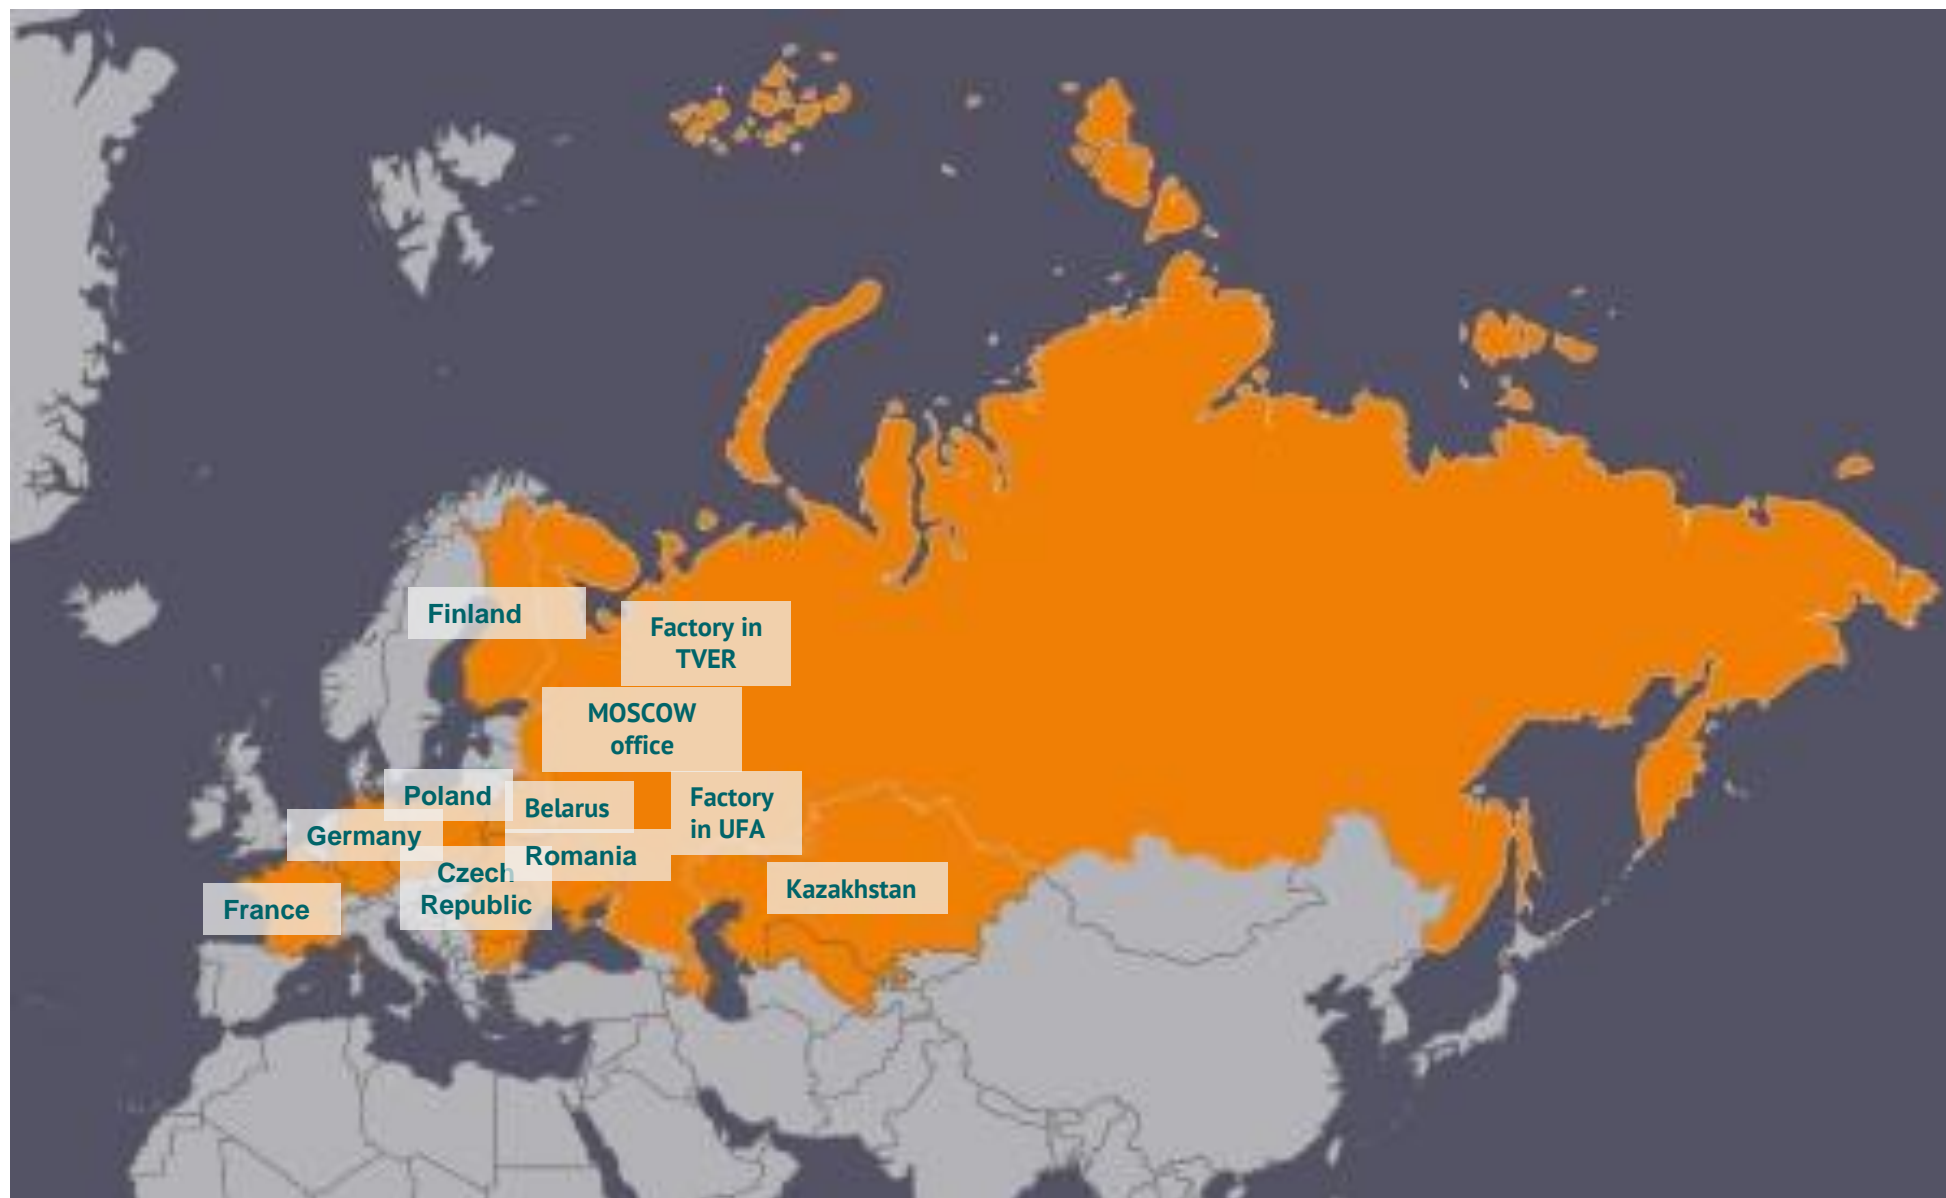 Finland
Factory in
TVER
MOSCOW
office
Poland
Belarus
Factory
in UFA
Germany
Romania
Czech
Republic
Kazakhstan
France